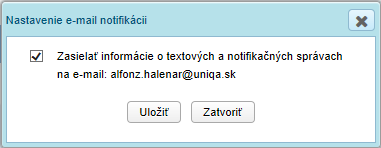 Nastavenie e-mail notifikácii
Zasielať informácie o textových a notifikačných správach
na e-mail: alfonz.halenar@uniqa.sk
Uložiť Zatvoriť